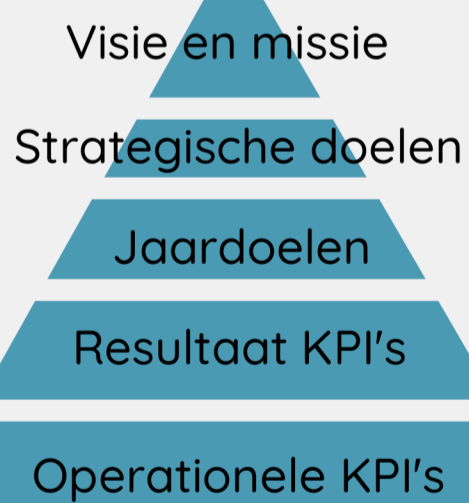 Visie en missie
Strategische doelen
Jaardoelen
Resultaat KPI's
Operationele KPI's